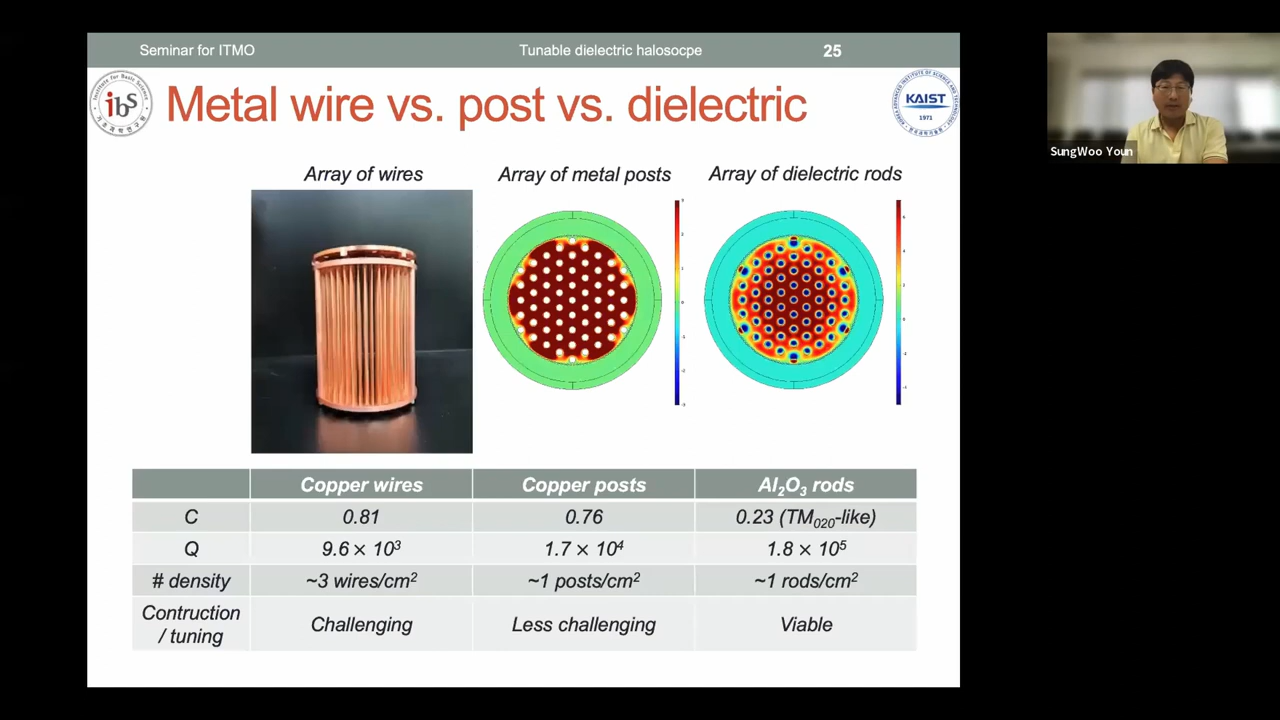 Seminar for ITMO
Tunable dielectric halosocpe
25
ibS
KAIST
1971
Metal wire vs. post vs. dielectric
SungWoo Youn
Array of wires
Array of metal posts
Array of dielectric rods
Copper wires Copper posts Al₂O₃ rods
C 0.81 0.76 0.23 (TM₀₂₀-like)
Q 9.6 × 10³ 1.7 × 10⁴ 1.8 × 10⁵
# density ~3 wires/cm² ~1 posts/cm² ~1 rods/cm²
Contruction
/ tuning Challenging Less challenging Viable